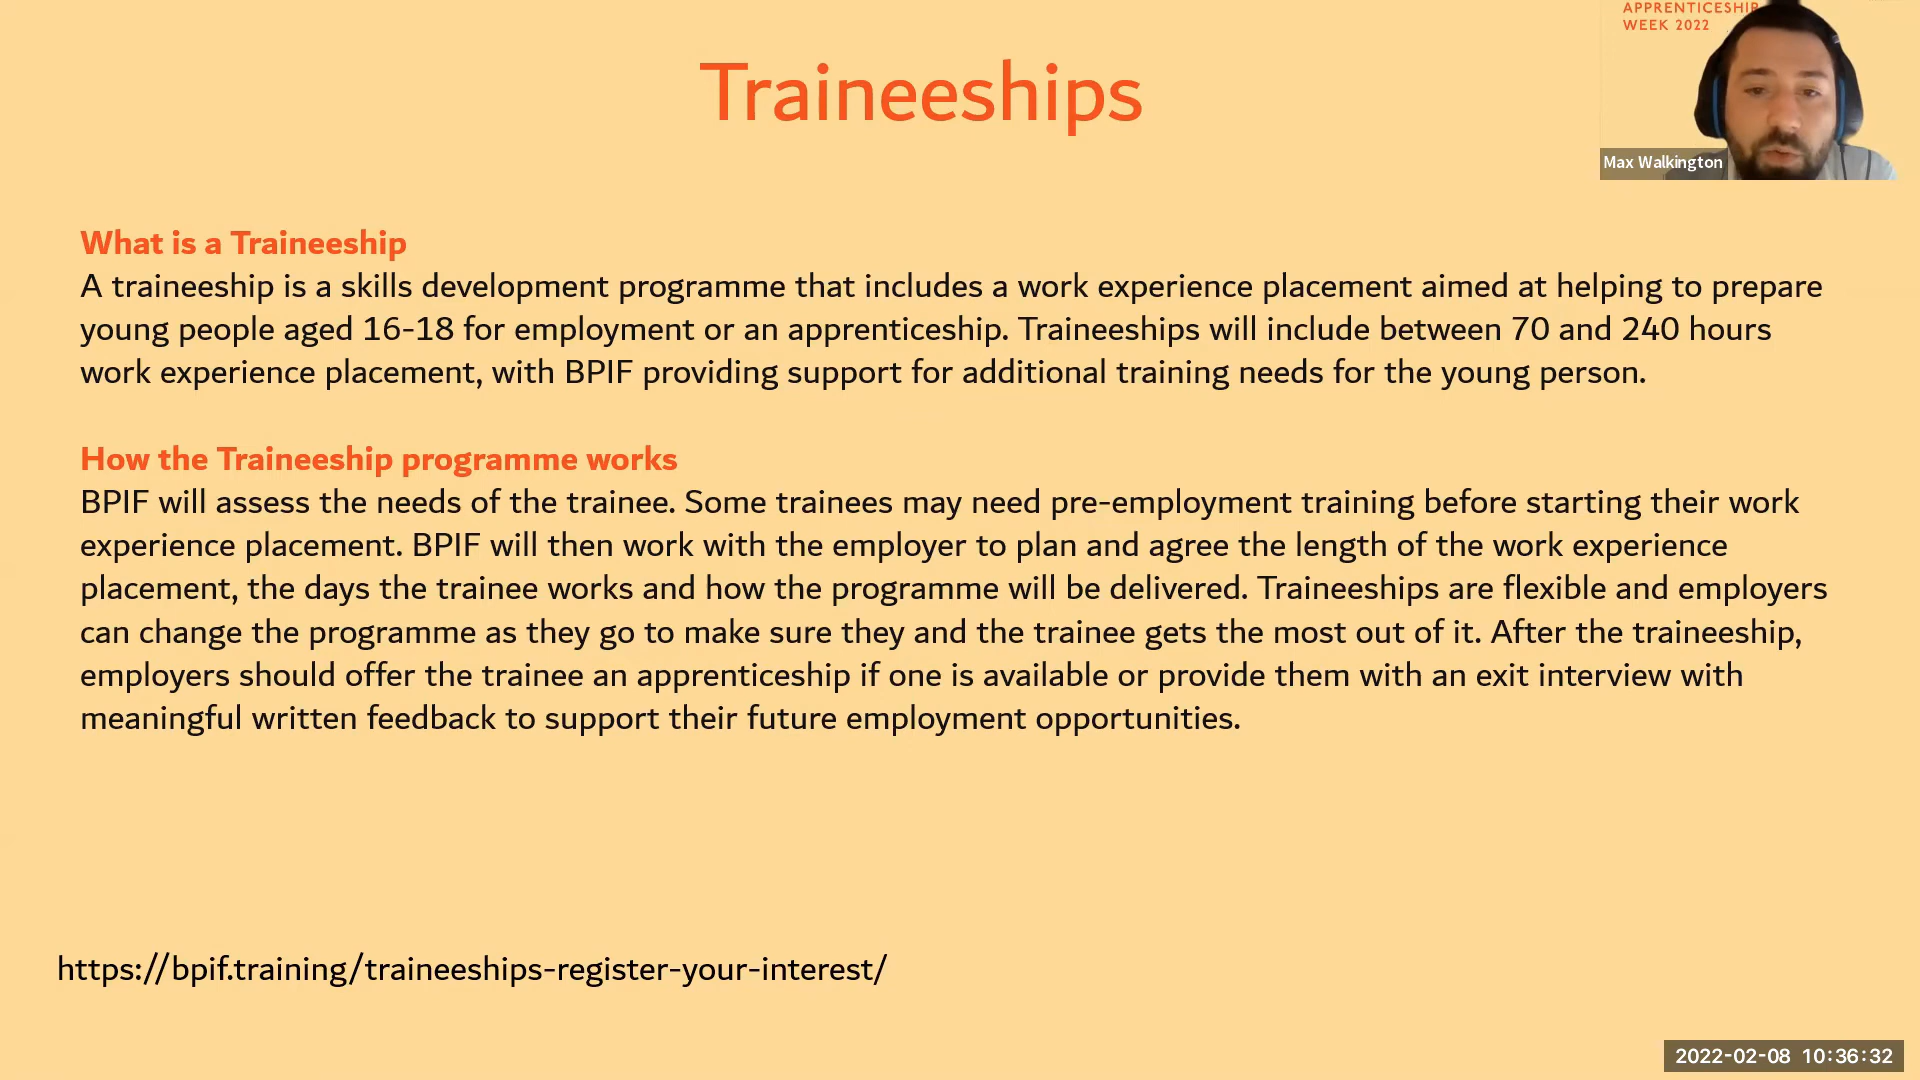 APPRENTICESHIP
WEEK 2022
Traineeships
Max Walkington
What is a Traineeship
A traineeship is a skills development programme that includes a work experience placement aimed at helping to prepare
young people aged 16-18 for employment or an apprenticeship. Traineeships will include between 70 and 240 hours
work experience placement, with BPIF providing support for additional training needs for the young person.
How the Traineeship programme works
BPIF will assess the needs of the trainee. Some trainees may need pre-employment training before starting their work
experience placement. BPIF will then work with the employer to plan and agree the length of the work experience
placement, the days the trainee works and how the programme will be delivered. Traineeships are flexible and employers
can change the programme as they go to make sure they and the trainee gets the most out of it. After the traineeship,
employers should offer the trainee an apprenticeship if one is available or provide them with an exit interview with
meaningful written feedback to support their future employment opportunities.
https://bpif.training/traineeships-register-your-interest/
2022-02-08 10:36:32